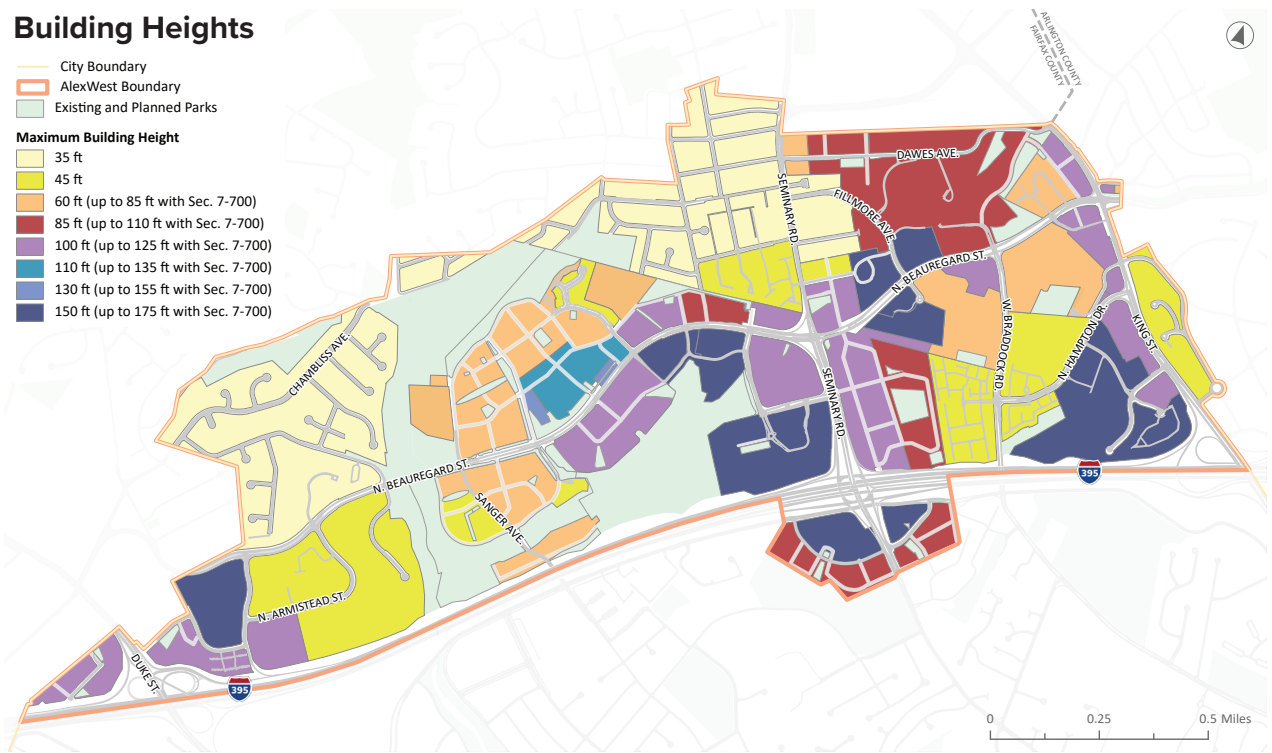 Building Heights
City Boundary
AlexWest Boundary
Existing and Planned Parks
Maximum Building Height
35 ft
45 ft
60 ft (up to 85 ft with Sec. 7-700)
85 ft (up to 110 ft with Sec. 7-700)
100 ft (up to 125 ft with Sec. 7-700)
110 ft (up to 135 ft with Sec. 7-700)
130 ft (up to 155 ft with Sec. 7-700)
150 ft (up to 175 ft with Sec. 7-700)
ARLINGTON COUNTY
FAIRFAX COUNTY
DAWES AVE.
SEMINARY RD.
FILLMORE AVE.
N. BEAUREGARD ST.
W. BRADDOCK RD.
N. HAMPTON DR.
KING ST.
CHAMBLISS AVE.
SEMINARY RD.
N. BEAUREGARD ST.
395
SANGER AVE.
N. ARMISTEAD ST.
DUKE ST.
395
0 0.25 0.5 Miles